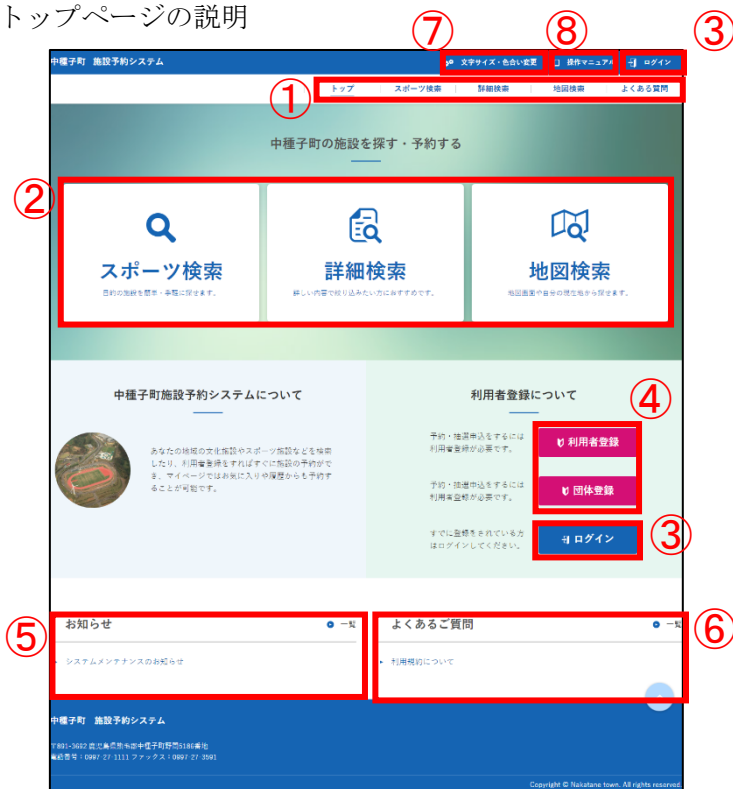 トップページの説明
⑦ ⑧ ③
中種子町 施設予約システム 文字サイズ・色合い変更 操作マニュアル ログイン
① トップ スポーツ検索 詳細検索 地図検索 よくある質問
中種子町の施設を探す・予約する
②
スポーツ検索 詳細検索 地図検索
目的の施設を簡単・手軽に探せます。 詳しい内容で絞り込みたい方におすすめです。 地図画面や自分の現在地から探せます。
中種子町施設予約システムについて
あなたの地域の文化施設やスポーツ施設などを検索
したり、利用者登録をすればすぐに施設の予約がで
き、マイページではお気に入りや履歴からも予約す
ることが可能です。
利用者登録について
④
予約・抽選申込をするには
利用者登録が必要です。
利用者登録
予約・抽選申込をするには
利用者登録が必要です。
団体登録
すでに登録をされている方
はログインしてください。
ログイン
③
⑤ お知らせ 一覧
システムメンテナンスのお知らせ
よくあるご質問 一覧 ⑥
利用規約について
中種子町 施設予約システム
〒891-3692 鹿児島県熊毛郡中種子町野間5186番地
電話番号:0997-27-1111 ファックス:0997-27-3591
Copyright © Nakatane town. All rights reserved.